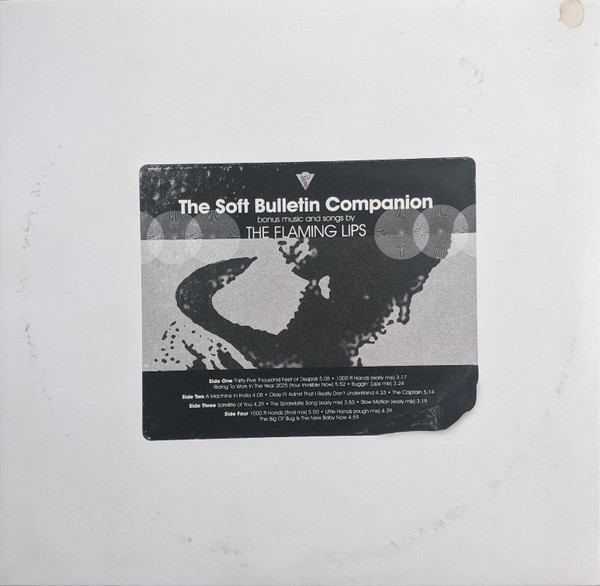 The Soft Bulletin Companion
bonus music and songs by
THE FLAMING LIPS
Side One Thirty-Five Thousand Feet of Despair 5.05 • 1000 ft Hands (early mix) 3.17
Riding To Work In The Year 2025 (Your Invisible Now) 5.52 • Buggin' (Lips mix) 3.24
Side Two A Machine in India 4.08 • Okay I'll Admit That I Really Don't Understand 4.33 • The Captain 5.14
Side Three Satellite of You 4.29 • The Spiderbite Song (early mix) 3.55 • Slow Motion (early mix) 3.19
Side Four 1000 ft Hands (final mix) 5.50 • Little Hands (rough mix) 4.39
The Big Ol' Bug Is The New Baby Now 4.59